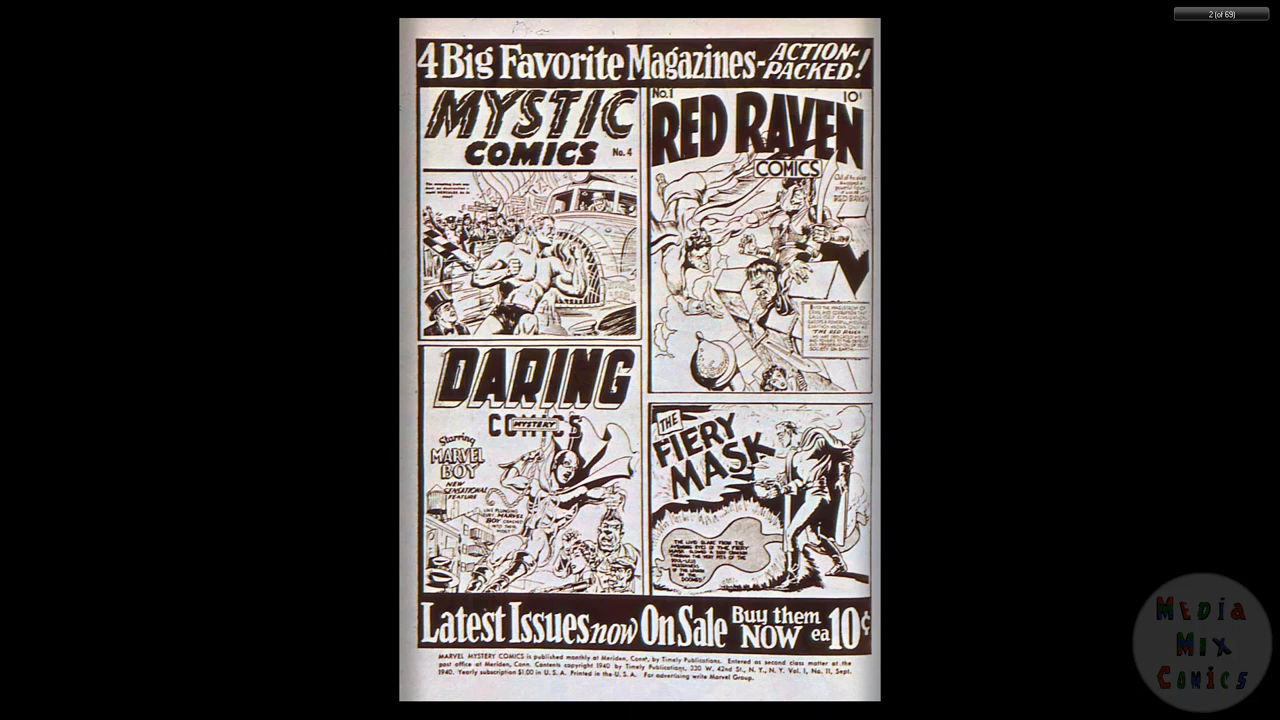 2 (of 69)
4 Big Favorite Magazines - ACTION-PACKED!
MYSTIC
COMICS No. 4
No. 1 10¢
RED RAVEN
COMICS
DARING
MYSTERY
COMICS
Starring
MARVEL
BOY
NEW
SENSATIONAL
FEATURE
THE
FIERY
MASK
Latest Issues now On Sale Buy them NOW ea 10¢
MARVEL MYSTERY COMICS is published monthly at Meriden, Conn., by Timely Publications. Entered as second class matter at the
post office at Meriden, Conn. Contents copyright 1940 by Timely Publications, 330 W. 42nd St., N. Y., N. Y. Vol. 1, No. 11, Sept.
1940. Yearly subscription $1.00 in U. S. A. Printed in the U. S. A. For advertising write Marvel Group.
MEDIA
MIX
COMICS